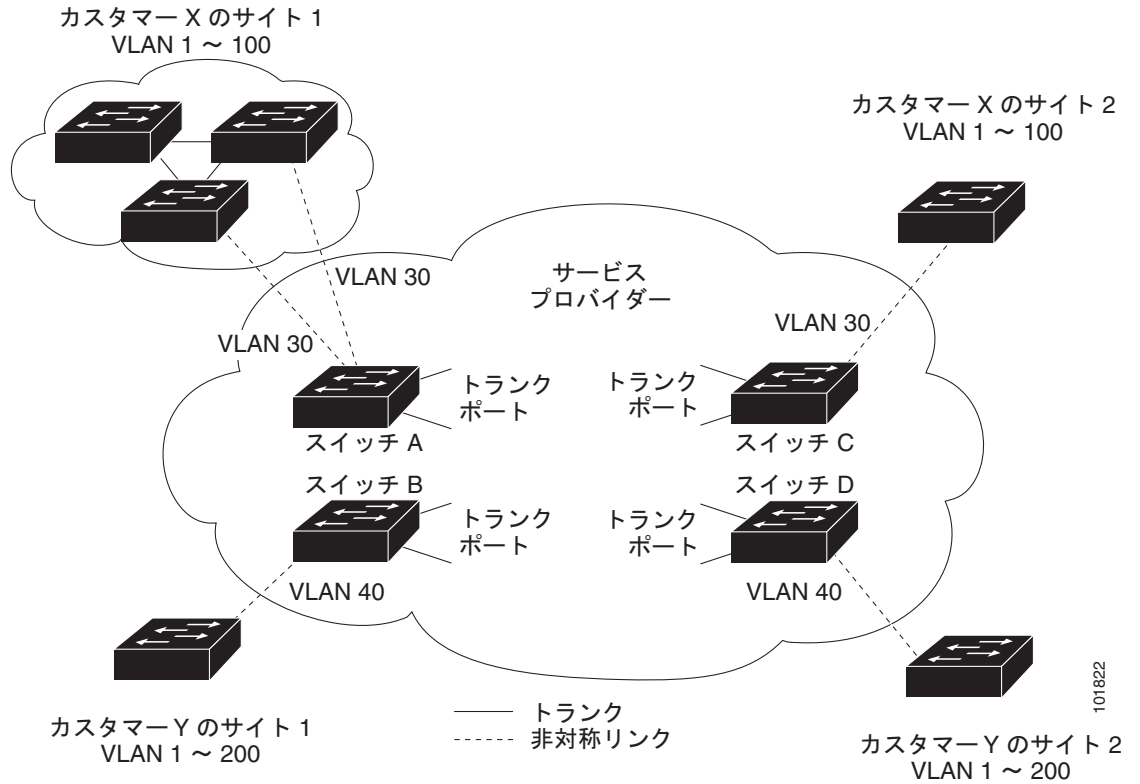 カスタマー X のサイト 1
VLAN 1 ～ 100
カスタマー X のサイト 2
VLAN 1 ～ 100
VLAN 30
サービス
プロバイダー
VLAN 30
VLAN 30
トランク
ポート
トランク
ポート
スイッチ A
スイッチ C
スイッチ B
スイッチ D
トランク
ポート
トランク
ポート
VLAN 40
VLAN 40
カスタマー Y のサイト 1
VLAN 1 ～ 200
トランク
非対称リンク
カスタマー Y のサイト 2
VLAN 1 ～ 200
101822